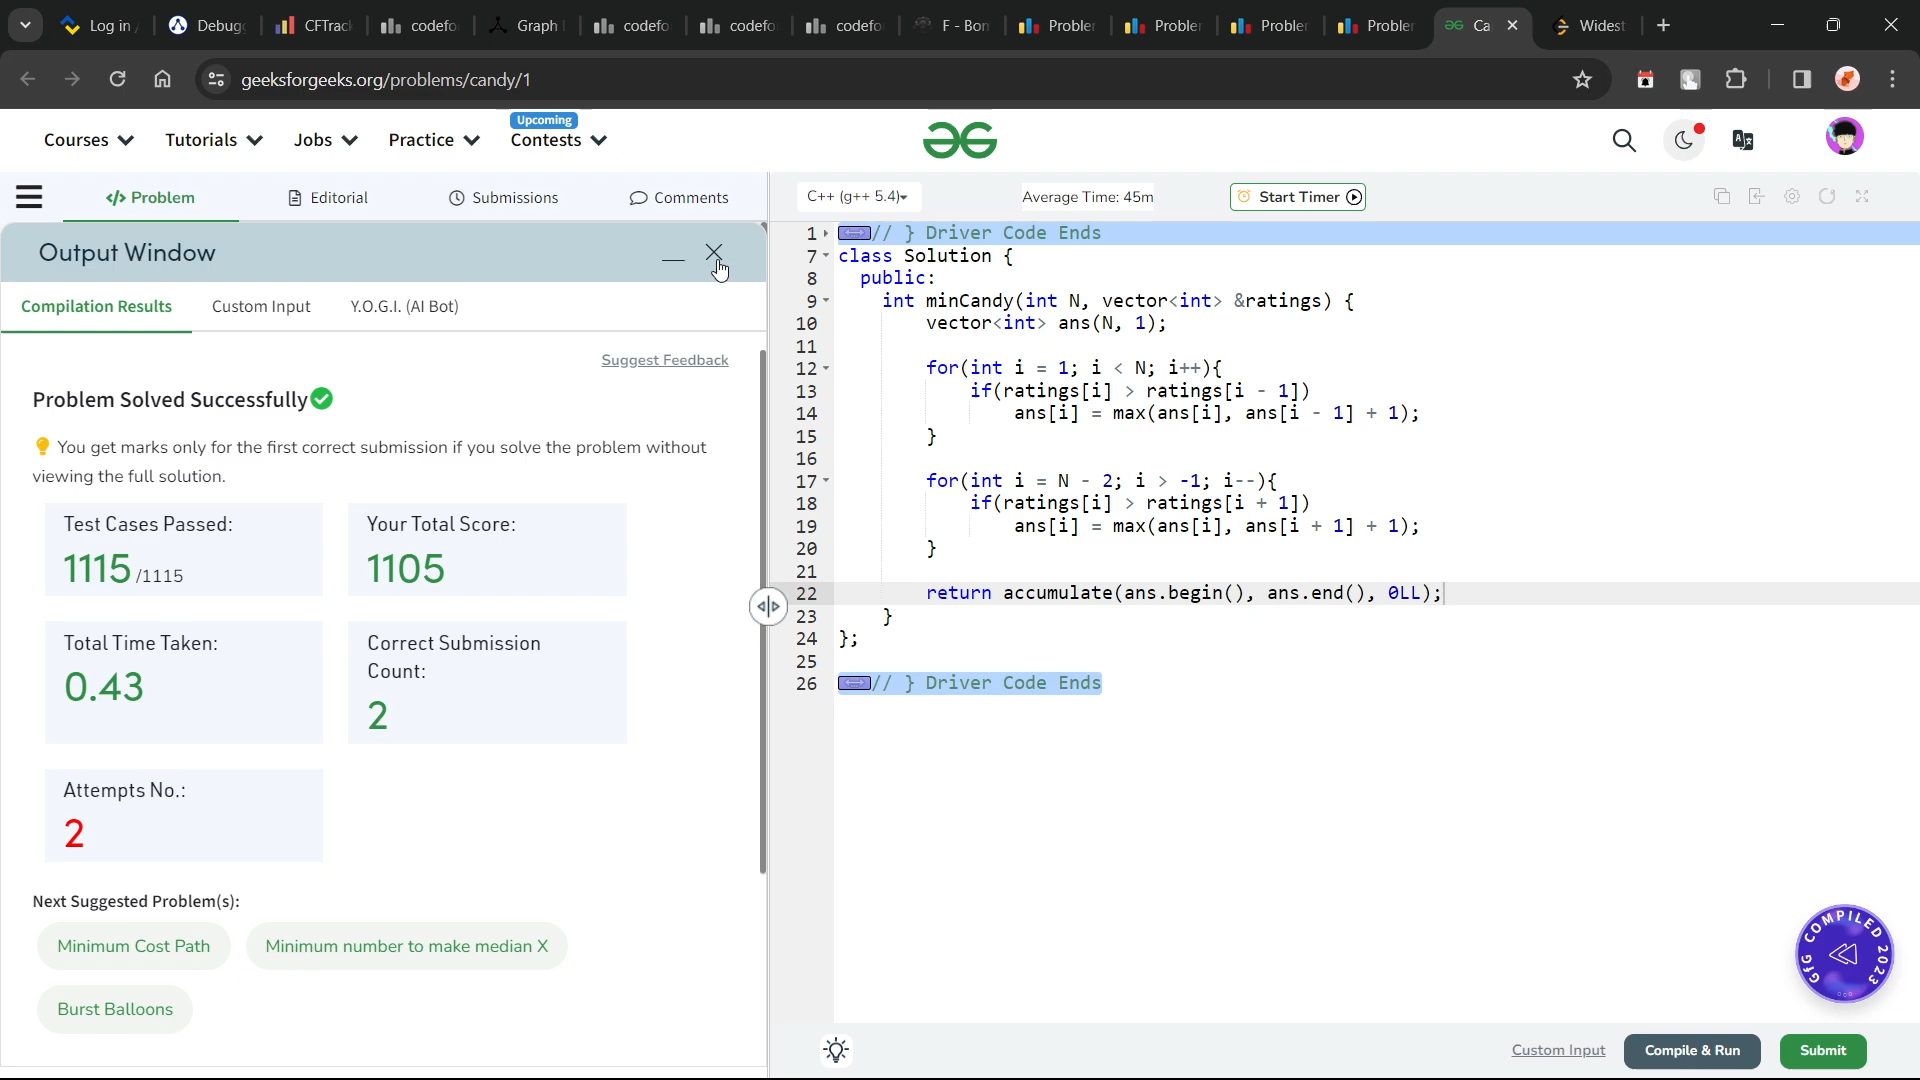 Log in
Debugg
CFTrack
codefo
Graph
codefo
codefo
codefo
F - Bon
Probler
Probler
Probler
Probler
Ca
Widest
geeksforgeeks.org/problems/candy/1
Courses
Tutorials
Jobs
Practice
Upcoming
Contests
Problem
Editorial
Submissions
Comments
C++ (g++ 5.4)
Average Time: 45m
Start Timer
Output Window
Compilation Results
Custom Input
Y.O.G.I. (AI Bot)
Suggest Feedback
Problem Solved Successfully
You get marks only for the first correct submission if you solve the problem without
viewing the full solution.
Test Cases Passed:
1115 /1115
Your Total Score:
1105
Total Time Taken:
0.43
Correct Submission
Count:
2
Attempts No.:
2
Next Suggested Problem(s):
Minimum Cost Path
Minimum number to make median X
Burst Balloons
1 // } Driver Code Ends
7 class Solution {
8 public:
9 int minCandy(int N, vector<int> &ratings) {
10 vector<int> ans(N, 1);
11
12 for(int i = 1; i < N; i++){
13 if(ratings[i] > ratings[i - 1])
14 ans[i] = max(ans[i], ans[i - 1] + 1);
15 }
16
17 for(int i = N - 2; i > -1; i--){
18 if(ratings[i] > ratings[i + 1])
19 ans[i] = max(ans[i], ans[i + 1] + 1);
20 }
21
22 return accumulate(ans.begin(), ans.end(), 0LL);
23 }
24 };
25
26 // } Driver Code Ends
GFG COMPILED 2023
Custom Input
Compile & Run
Submit